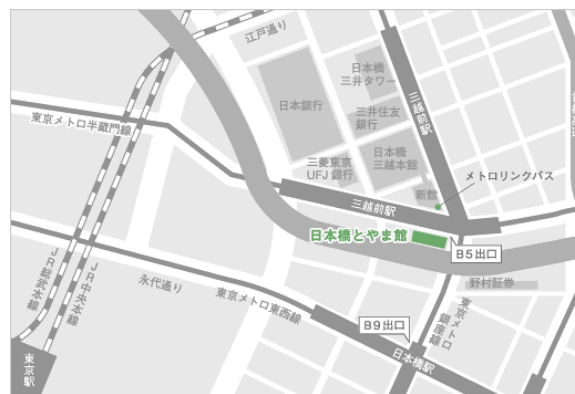 江戸通り
日本橋
三井タワー
日本銀行
三越前駅
三井住友
銀行
東京メトロ半蔵門線
日本橋
三越本館
三菱東京
UFJ 銀行
メトロリンクバス
新館
三越前駅
日本橋とやま館
B5出口
JR総武本線
JR中央本線
永代通り
野村証券
東京メトロ東西線
東京メトロ
銀座線
B9出口
日本橋駅
東京駅